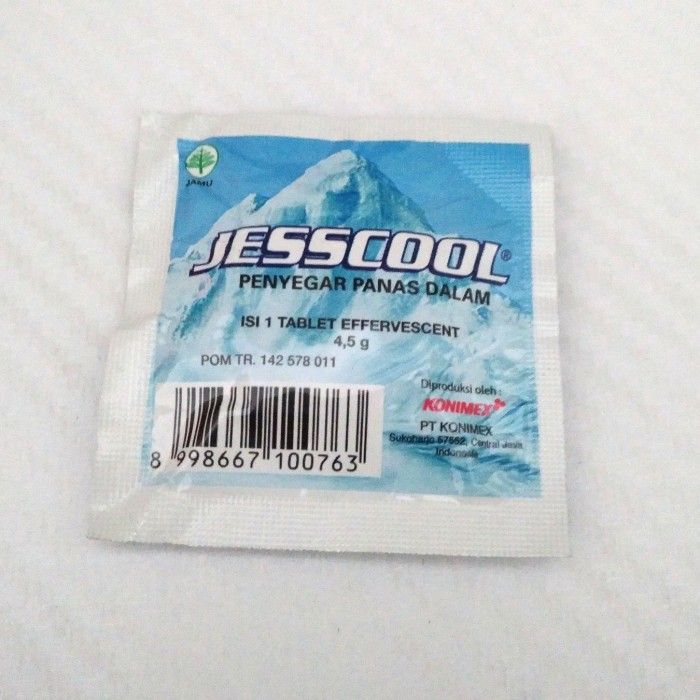 JAMU
JESSCOOL®
PENYEGAR PANAS DALAM
ISI 1 TABLET EFFERVESCENT
4,5 g
POM TR. 142 578 011
8 998667 100763
Diproduksi oleh :
KONIMEX
PT KONIMEX
Sukoharjo 57552, Central Java
Indonesia